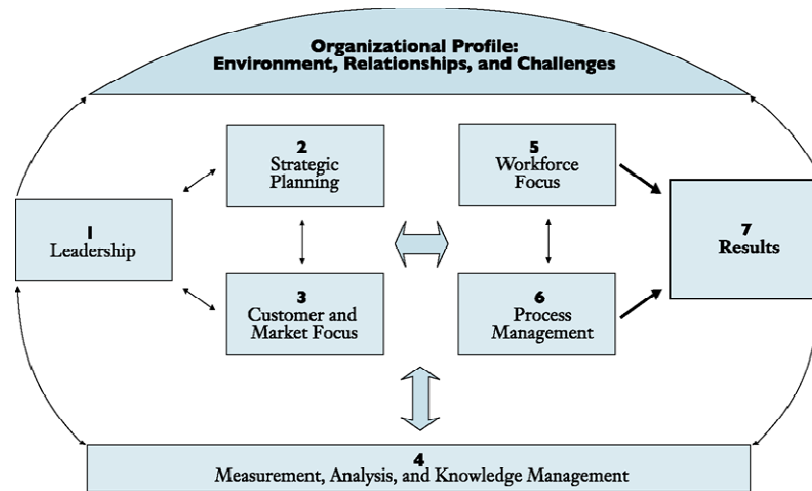 Organizational Profile:
Environment, Relationships, and Challenges
2
Strategic
Planning
5
Workforce
Focus
1
Leadership
7
Results
3
Customer and
Market Focus
6
Process
Management
4
Measurement, Analysis, and Knowledge Management